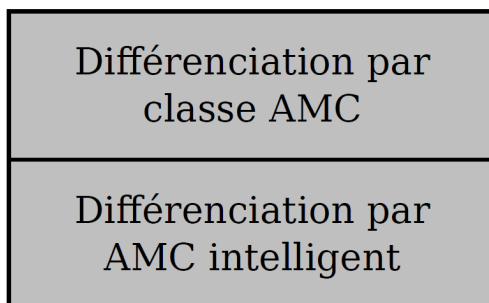 Différenciation par
classe AMC
Différenciation par
AMC intelligent